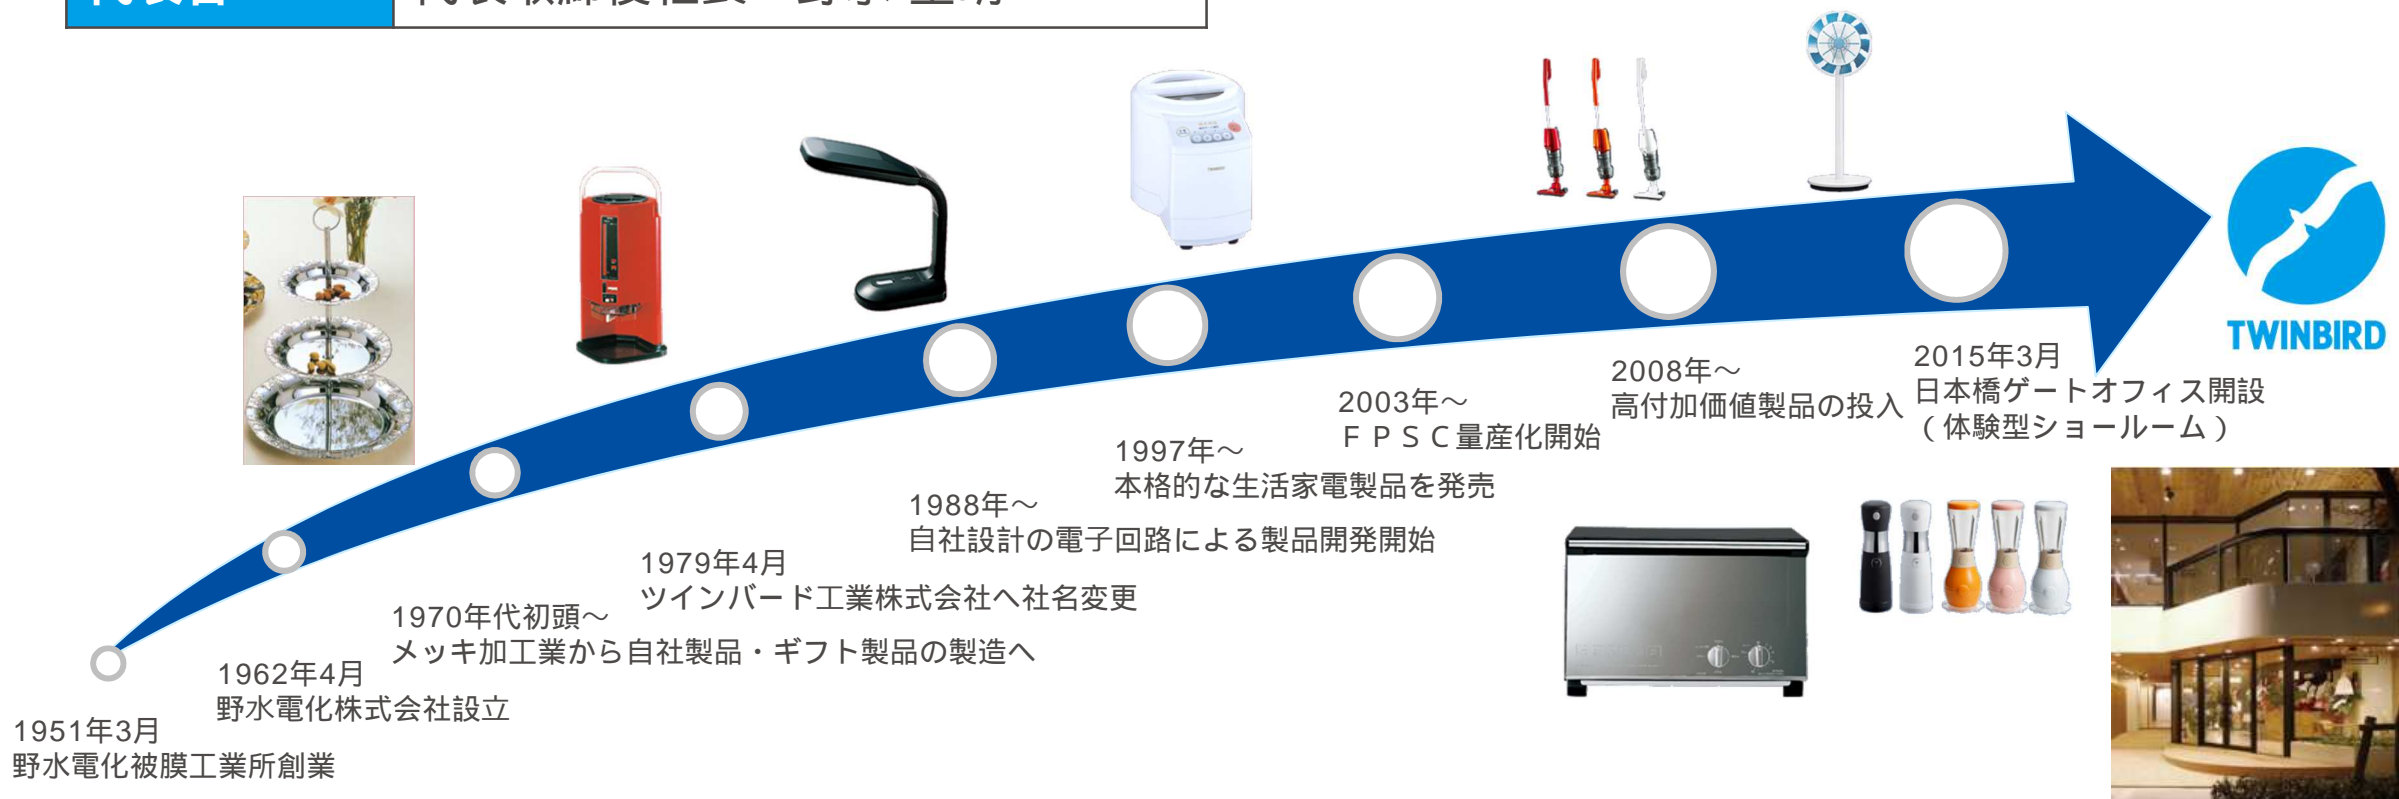 1951年3月
野水電化被膜工業所創業
1962年4月
野水電化株式会社設立
1970年代初頭～
メッキ加工業から自社製品・ギフト製品の製造へ
1979年4月
ツインバード工業株式会社へ社名変更
1988年～
自社設計の電子回路による製品開発開始
1997年～
本格的な生活家電製品を発売
2003年～
ＦＰＳＣ量産化開始
2008年～
高付加価値製品の投入
2015年3月
日本橋ゲートオフィス開設
（体験型ショールーム）
TWINBIRD